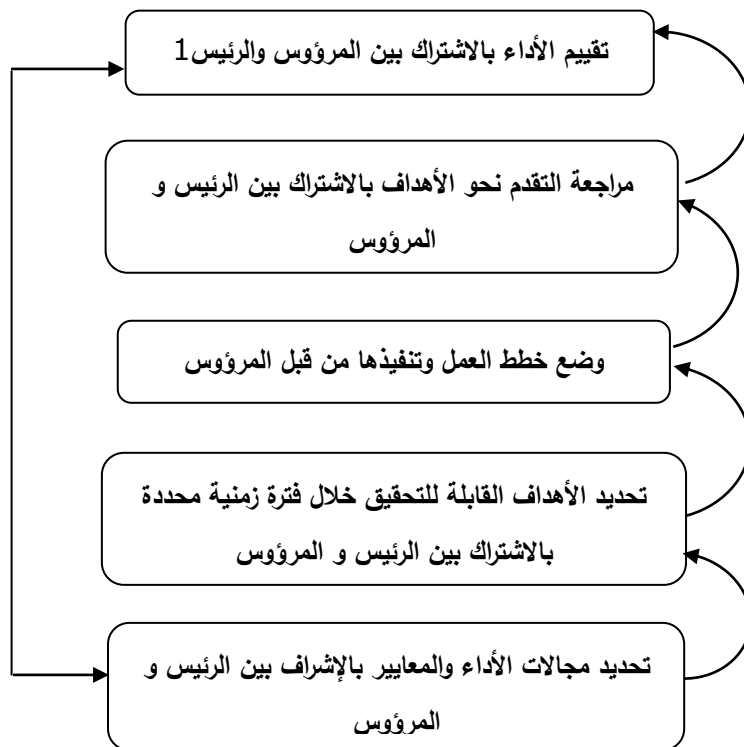 تقييم الأداء بالاشتراك بين المرؤوس والرئيس1
مراجعة التقدم نحو الأهداف بالاشتراك بين الرئيس و
المرؤوس
وضع خطط العمل وتنفيذها من قبل المرؤوس
تحديد الأهداف القابلة للتحقيق خلال فترة زمنية محددة
بالاشتراك بين الرئيس و المرؤوس
تحديد مجالات الأداء والمعايير بالإشراف بين الرئيس و
المرؤوس